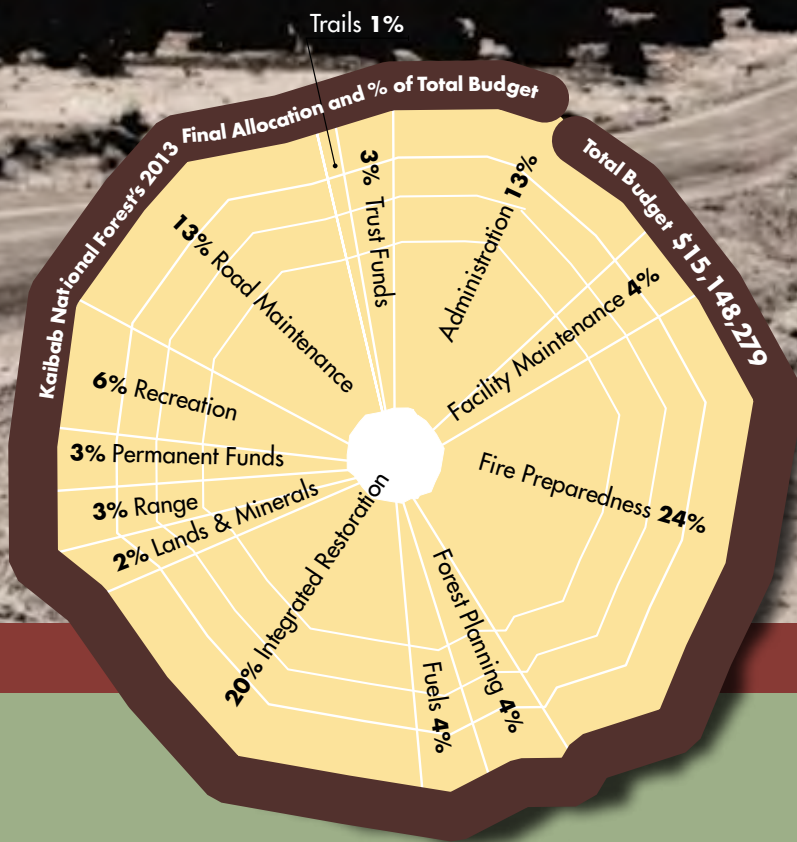 Trails 1%
Kaibab National Forest's 2013 Final Allocation and % of Total Budget
Total Budget $15,148,279
3% Trust Funds
Administration 13%
Facility Maintenance 4%
Fire Preparedness 24%
Forest Planning 4%
Fuels 4%
20% Integrated Restoration
2% Lands & Minerals
3% Range
3% Permanent Funds
6% Recreation
13% Road Maintenance